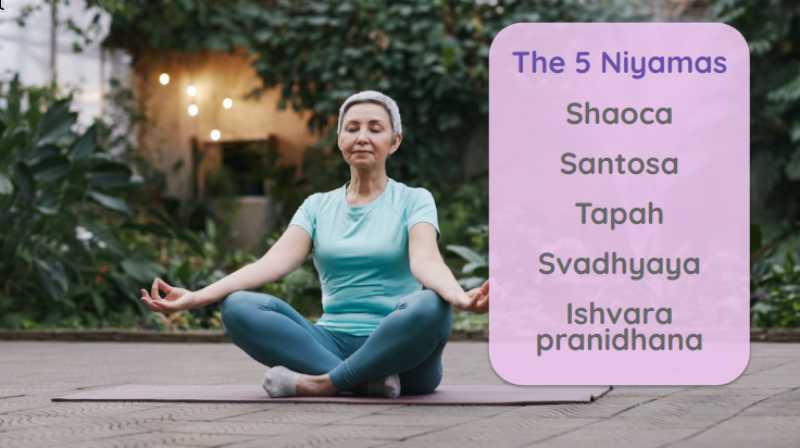 The 5 Niyamas
Shaoca
Santosa
Tapah
Svadhyaya
Ishvara
pranidhana